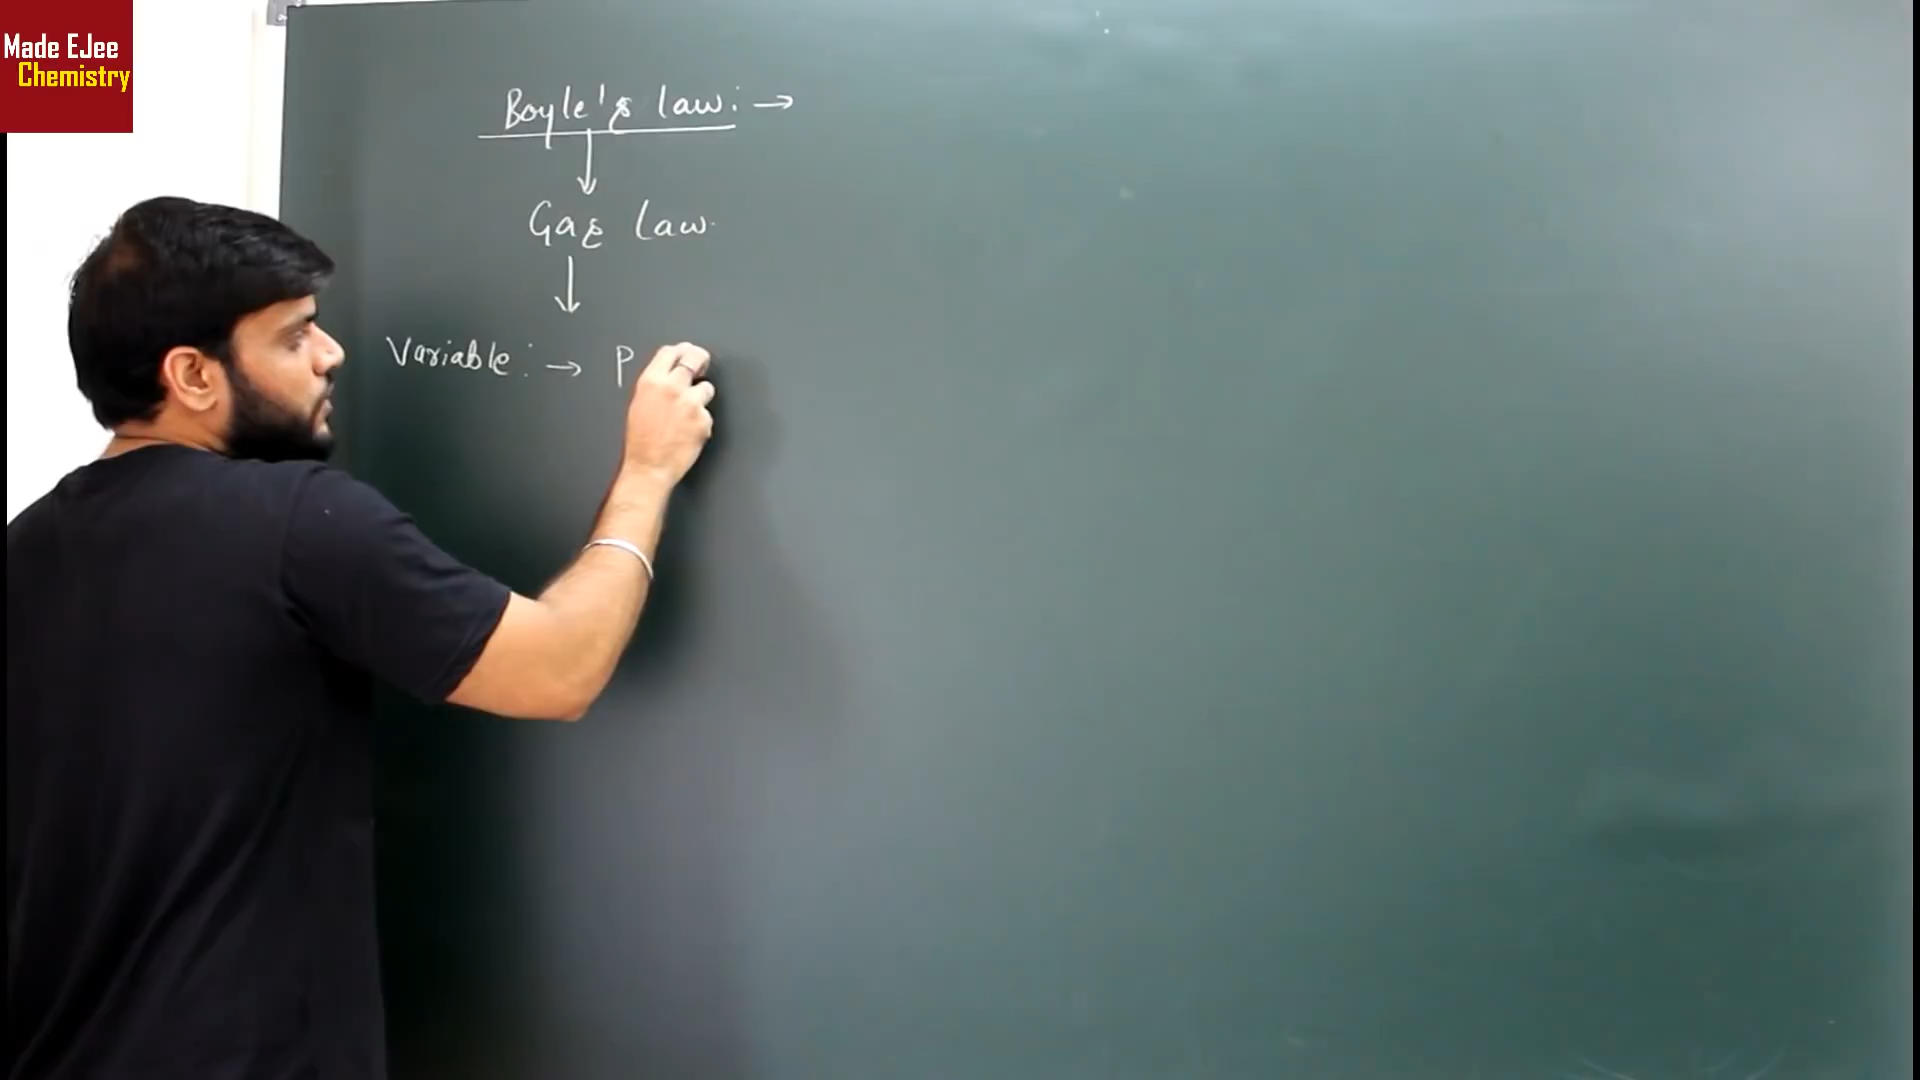 Made EJee
Chemistry
Boyle's law: →
Gas law.
Variable: → P